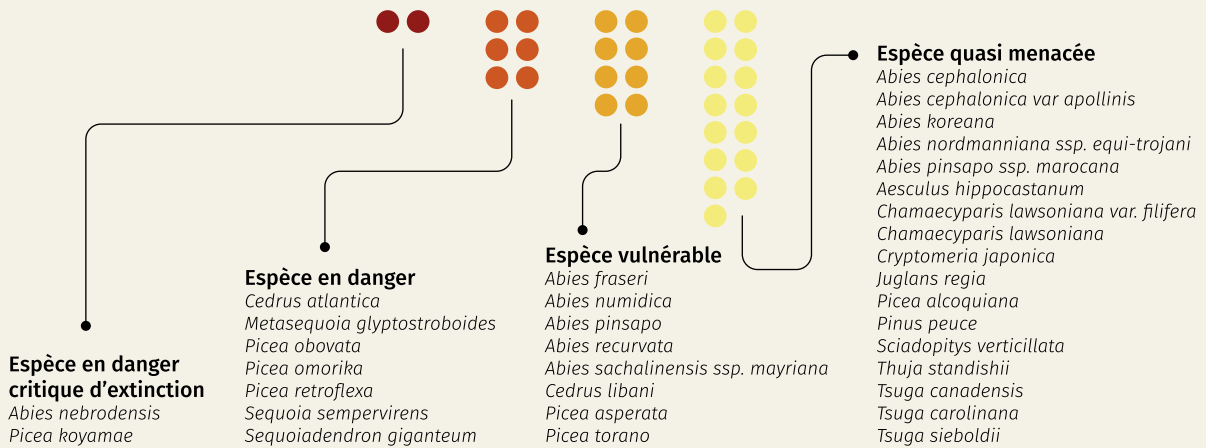 Espèce en danger
critique d’extinction
Abies nebrodensis
Picea koyamae
Espèce en danger
Cedrus atlantica
Metasequoia glyptostroboides
Picea obovata
Picea omorika
Picea retroflexa
Sequoia sempervirens
Sequoiadendron giganteum
Espèce vulnérable
Abies fraseri
Abies numidica
Abies pinsapo
Abies recurvata
Abies sachalinensis ssp. mayriana
Cedrus libani
Picea asperata
Picea torano
Espèce quasi menacée
Abies cephalonica
Abies cephalonica var apollinis
Abies koreana
Abies nordmanniana ssp. equi-trojani
Abies pinsapo ssp. marocana
Aesculus hippocastanum
Chamaecyparis lawsoniana var. filifera
Chamaecyparis lawsoniana
Cryptomeria japonica
Juglans regia
Picea alcoquiana
Pinus peuce
Sciadopitys verticillata
Thuja standishii
Tsuga canadensis
Tsuga carolinana
Tsuga sieboldii